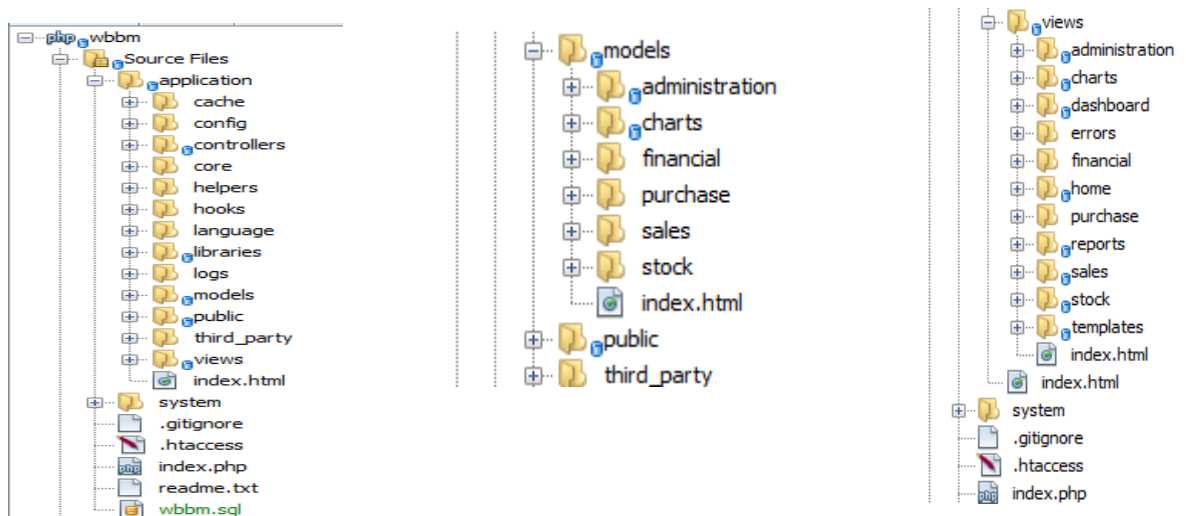 wbbm
Source Files
application
cache
config
controllers
core
helpers
hooks
language
libraries
logs
models
public
third_party
views
index.html
system
.gitignore
.htaccess
index.php
readme.txt
wbbm.sql
models
administration
charts
financial
purchase
sales
stock
index.html
public
third_party
views
administration
charts
dashboard
errors
financial
home
purchase
reports
sales
stock
templates
index.html
index.html
system
.gitignore
.htaccess
index.php